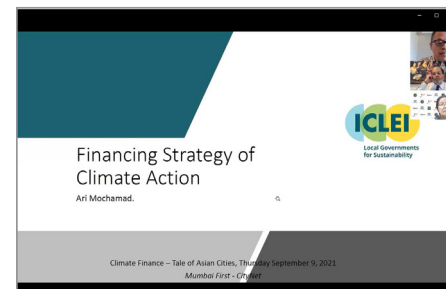 Financing Strategy of
Climate Action
Ari Mochamad.
ICLEI
Local Governments
for Sustainability
Climate Finance – Tale of Asian Cities, Thursday September 9, 2021
Mumbai First - CityNet